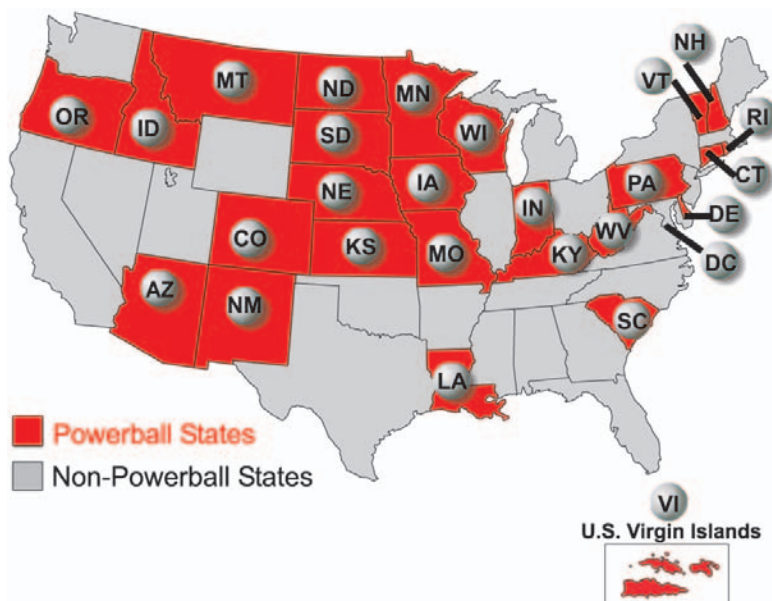 NH
VT
MT
ND
MN
OR
ID
WI
RI
SD
IA
PA
CT
NE
IN
DE
WV
CO
KS
MO
KY
DC
AZ
NM
SC
LA
Powerball States
Non-Powerball States
VI
U.S. Virgin Islands